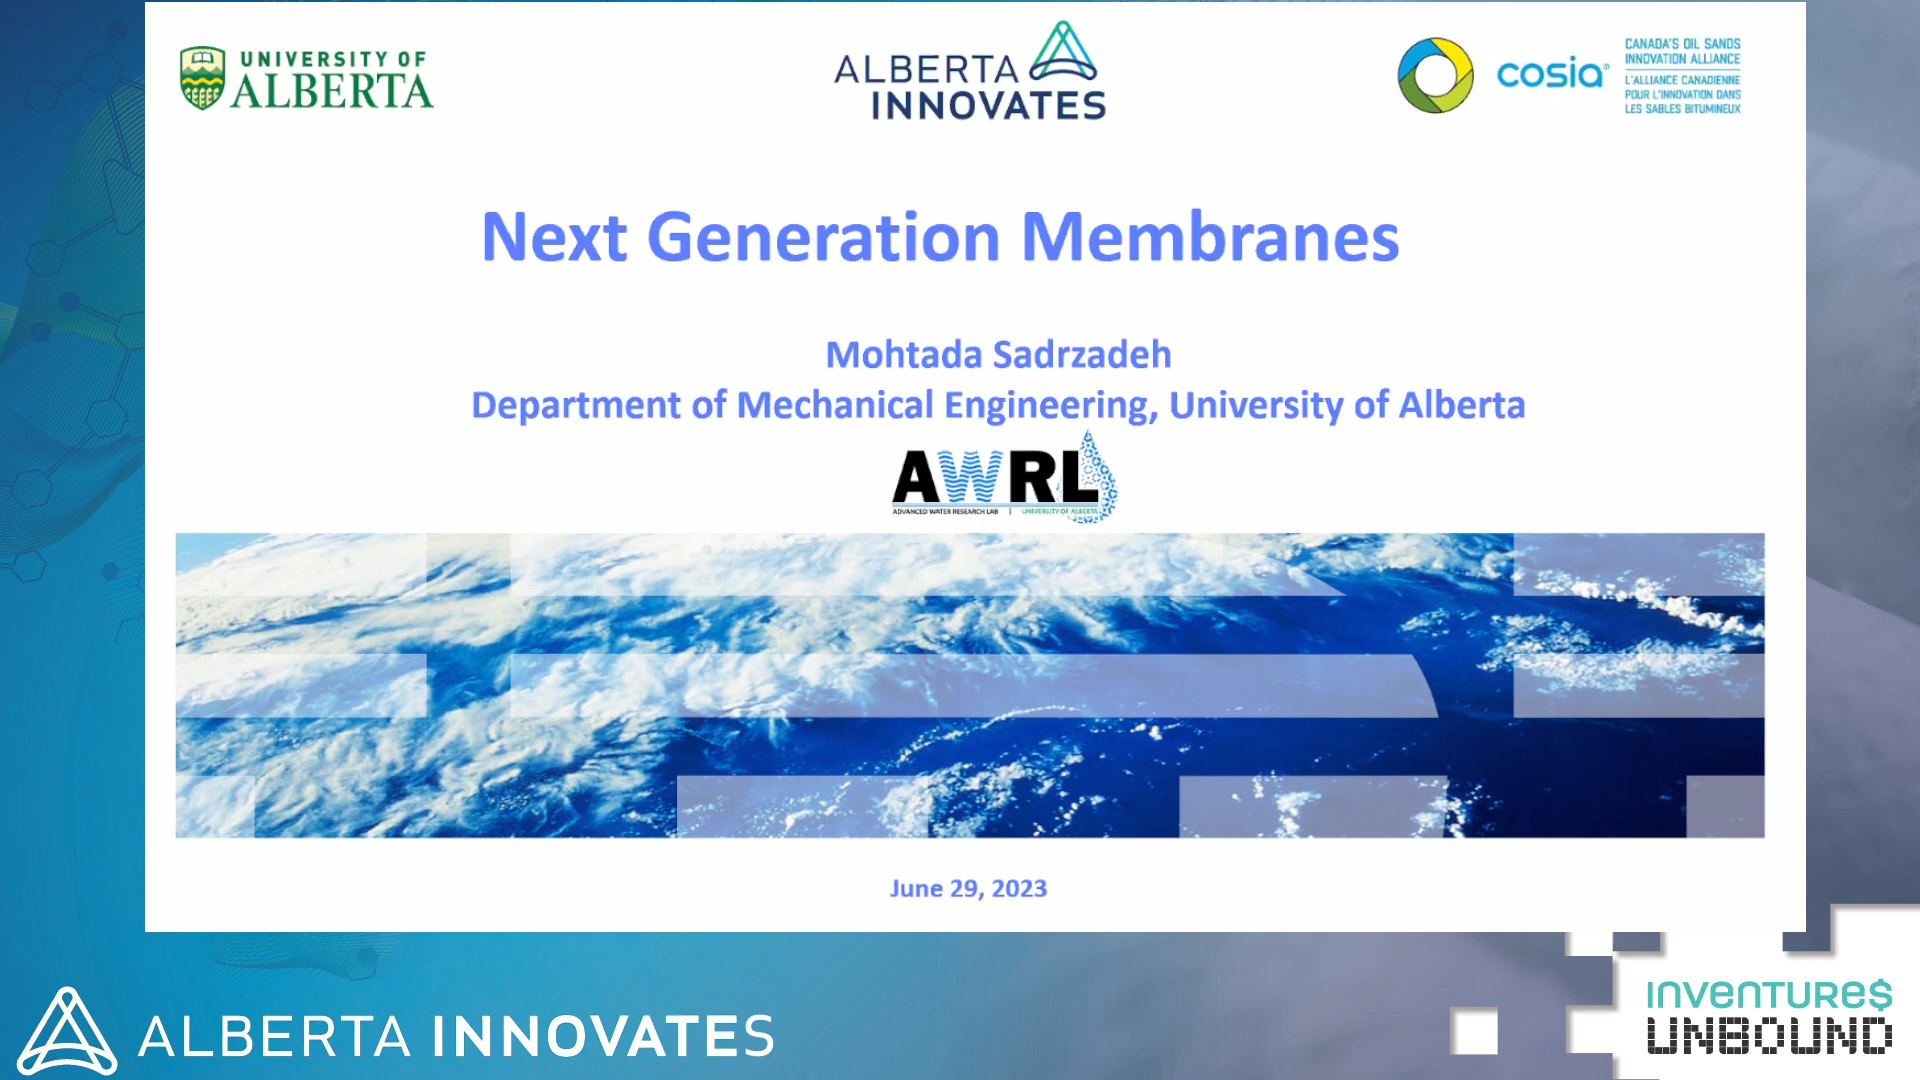 UNIVERSITY OF
ALBERTA
ALBERTA
INNOVATES
cosia®
CANADA'S OIL SANDS
INNOVATION ALLIANCE
L'ALLIANCE CANADIENNE
POUR L'INNOVATION DANS
LES SABLES BITUMINEUX
Next Generation Membranes
Mohtada Sadrzadeh
Department of Mechanical Engineering, University of Alberta
AWRL
ADVANCED WATER RESEARCH LAB | UNIVERSITY OF ALBERTA
June 29, 2023
ALBERTA INNOVATES
INVENTURE$
UNBOUND